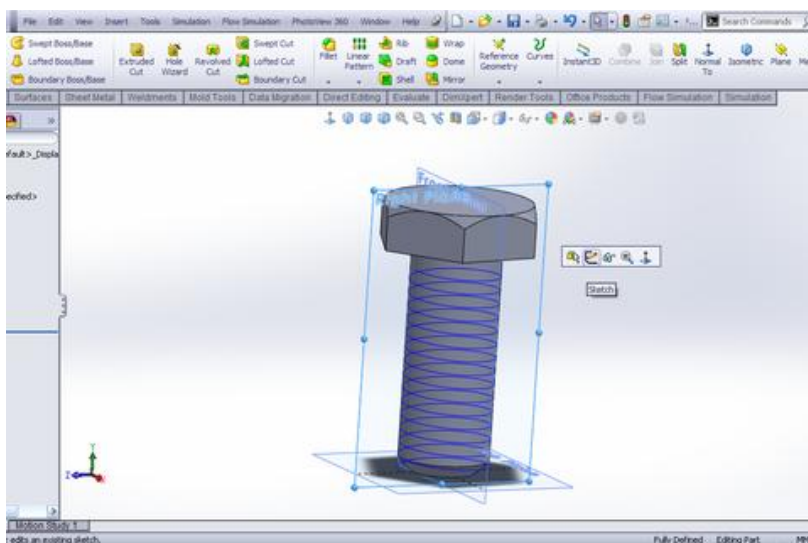 File Edit View Insert Tools Simulation Flow Simulation PhotoView 360 Window Help Search Commands
Swept Boss/Base
Lofted Boss/Base
Boundary Boss/Base
Extruded Cut
Hole Wizard
Revolved Cut
Swept Cut
Lofted Cut
Boundary Cut
Fillet
Linear Pattern
Rib
Draft
Shell
Wrap
Dome
Mirror
Reference Geometry
Curves
Instant3D
Combine
Join
Split
Normal To
Isometric
Plane
Me
Surfaces Sheet Metal Weldments Mold Tools Data Migration Direct Editing Evaluate DimXpert Render Tools Office Products Flow Simulation Simulation
efault>_Displa
ecified>
Right Plane
Sketch
Y
Z
Motion Study 1
edits an existing sketch.
Fully Defined Editing Part MM